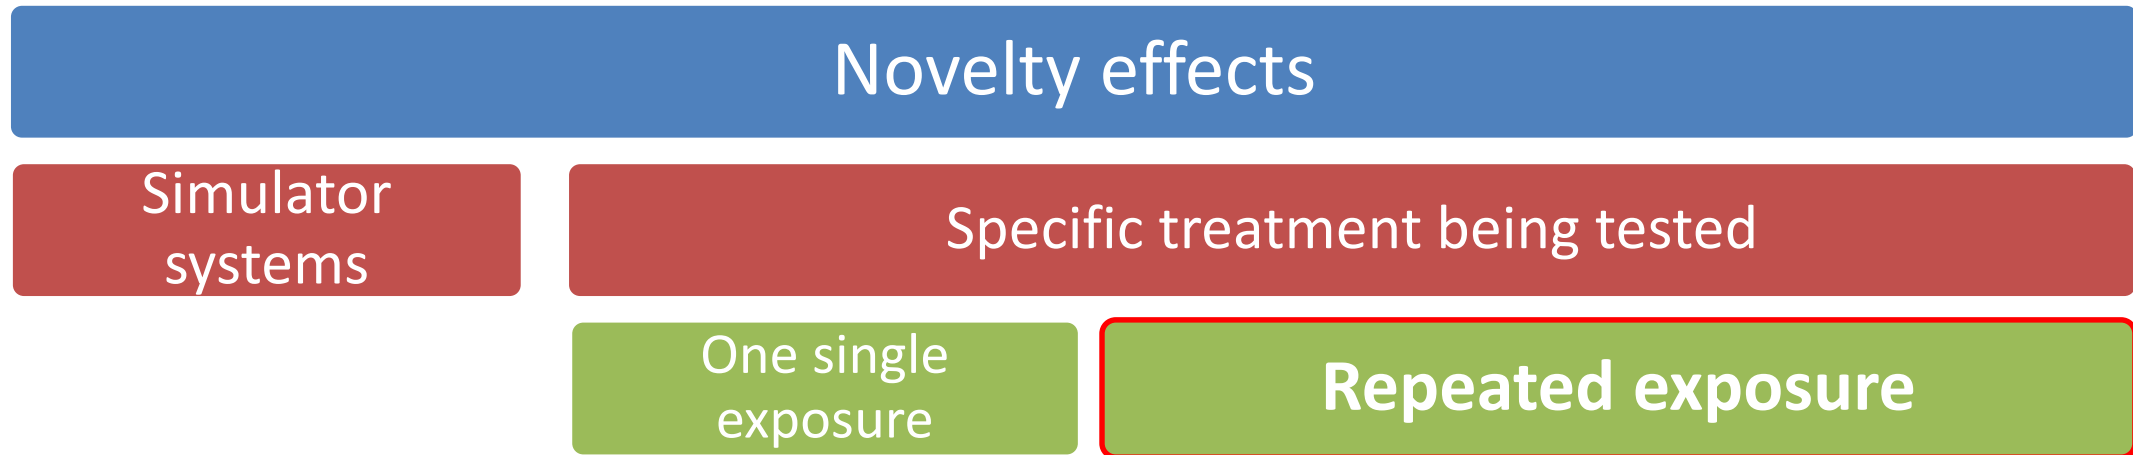 Novelty effects
Simulator
systems
Specific treatment being tested
One single
exposure
Repeated exposure